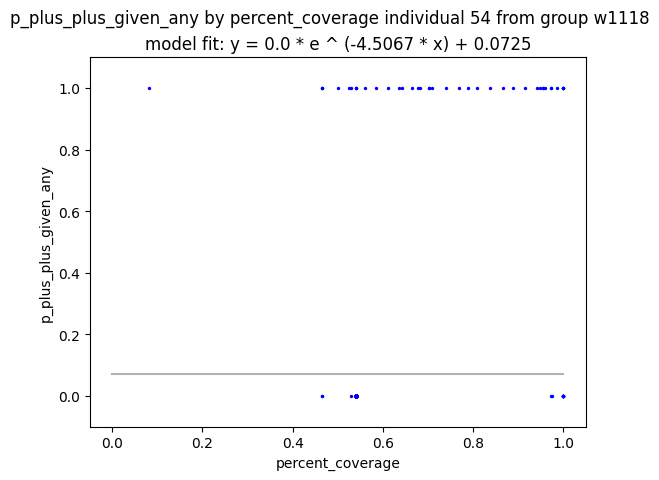 p_plus_plus_given_any by percent_coverage individual 54 from group w1118
model fit: y = 0.0 * e ^ (-4.5067 * x) + 0.0725
1.0
0.8
0.6
0.4
0.2
0.0
p_plus_plus_given_any
0.0 0.2 0.4 0.6 0.8 1.0
percent_coverage